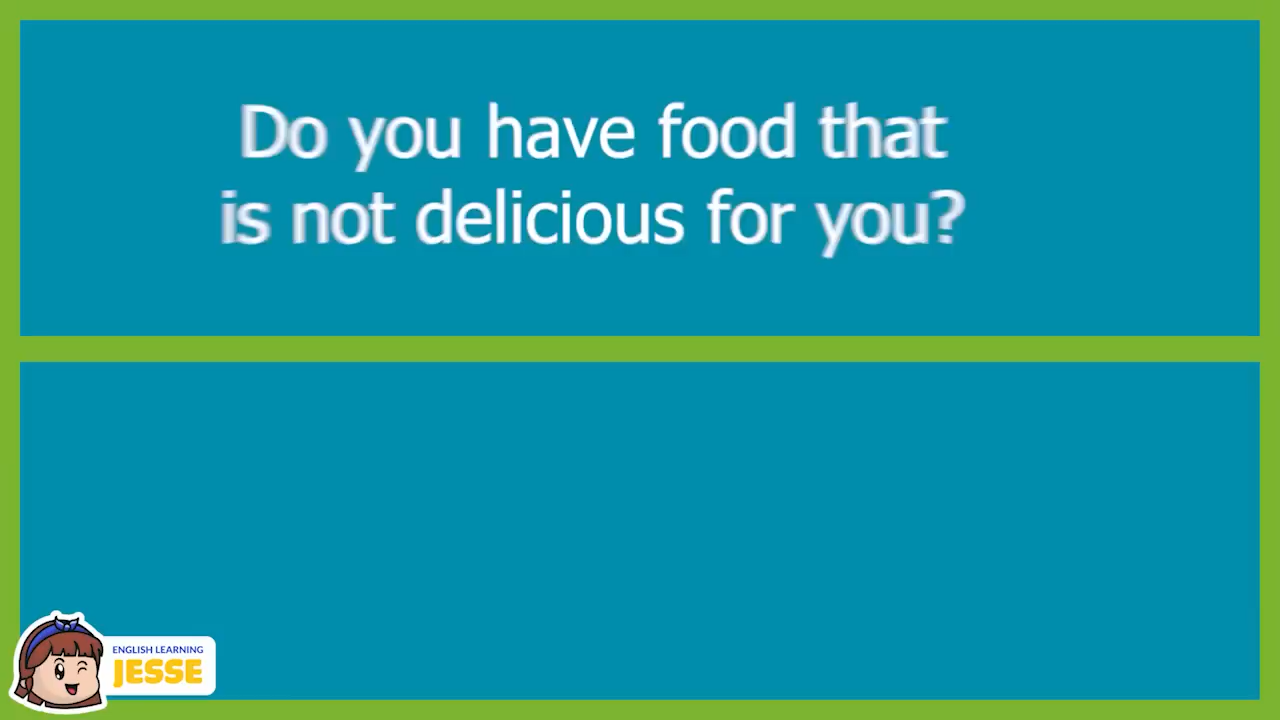 Do you have food that
is not delicious for you?
ENGLISH LEARNING
JESSE